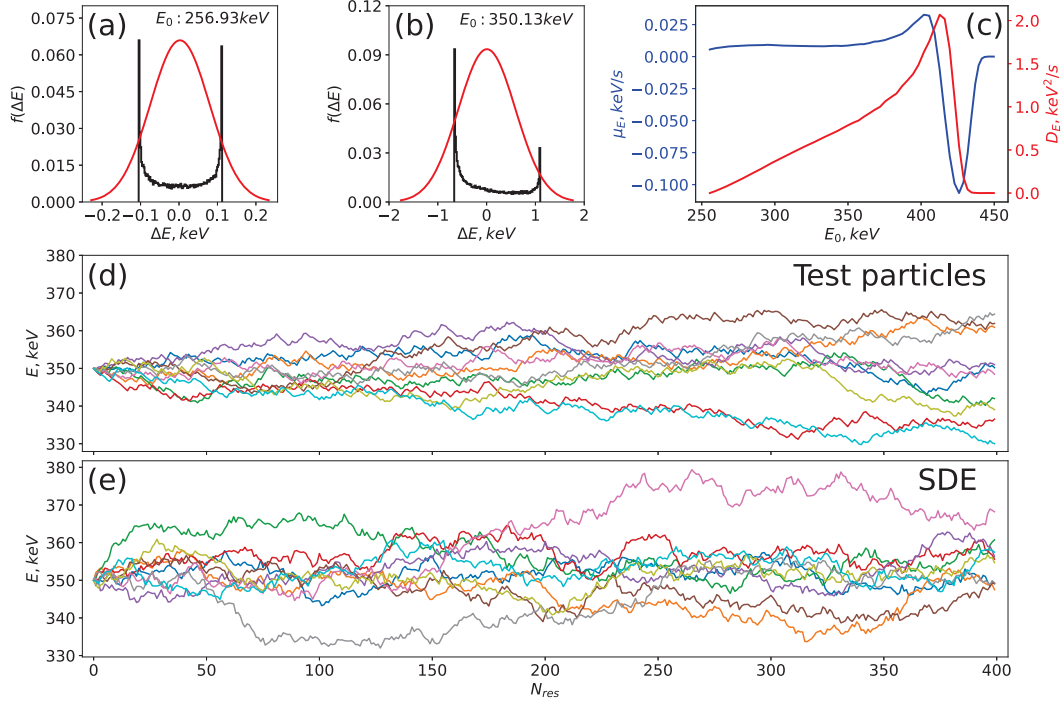 (a)
E₀ : 256.93keV
f(ΔE)
0.075
0.060
0.045
0.030
0.015
0.000
−0.2 −0.1 0.0 0.1 0.2
ΔE, keV
(b)
E₀ : 350.13keV
f(ΔE)
0.12
0.09
0.06
0.03
0.00
−2 −1 0 1 2
ΔE, keV
(c)
μ_E, keV/s
0.025
0.000
−0.025
−0.050
−0.075
−0.100
D_E, keV²/s
2.0
1.5
1.0
0.5
0.0
250 300 350 400 450
E₀, keV
(d)
Test particles
E, keV
380
370
360
350
340
330
(e)
SDE
E, keV
380
370
360
350
340
330
0 50 100 150 200 250 300 350 400
N_res